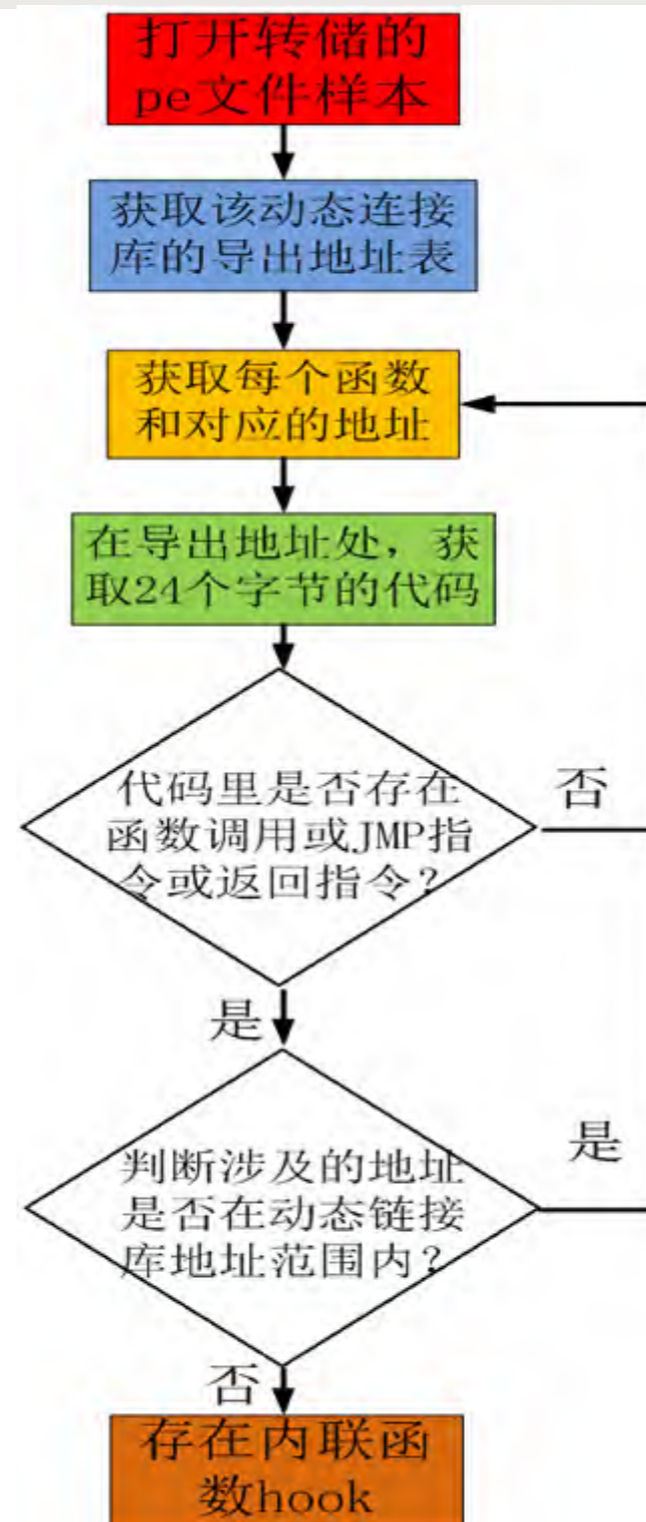 打开转储的
pe文件样本
获取该动态连接
库的导出地址表
获取每个函数
和对应的地址
在导出地址处，获
取24个字节的代码
代码里是否存在
函数调用或JMP指
令或返回指令？
否
是
判断涉及的地址
是否在动态链接
库地址范围内？
是
否
存在内联函
数hook